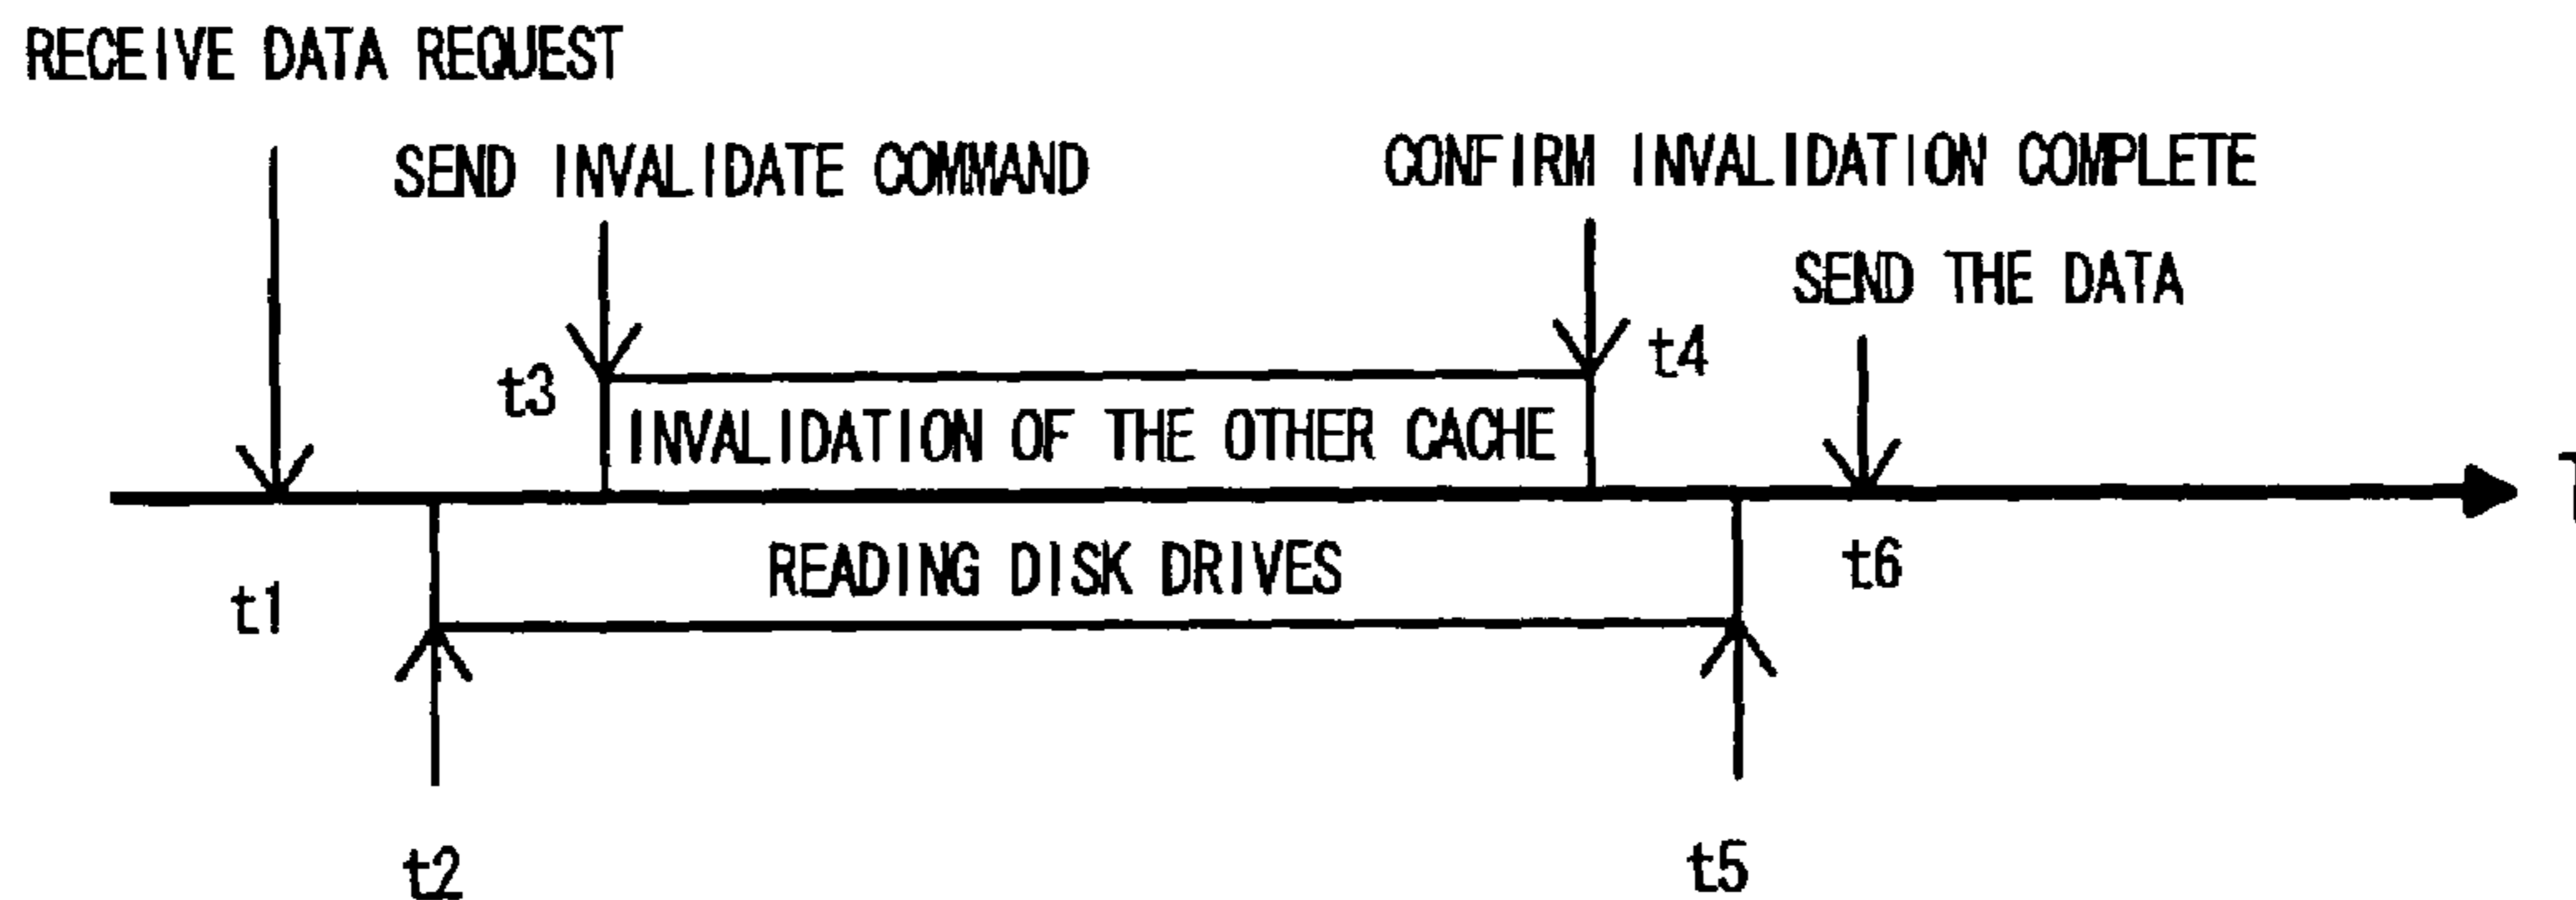 RECEIVE DATA REQUEST
SEND INVALIDATE COMMAND
CONFIRM INVALIDATION COMPLETE
SEND THE DATA
t3
t4
INVALIDATION OF THE OTHER CACHE
READING DISK DRIVES
t1
t6
t2
t5